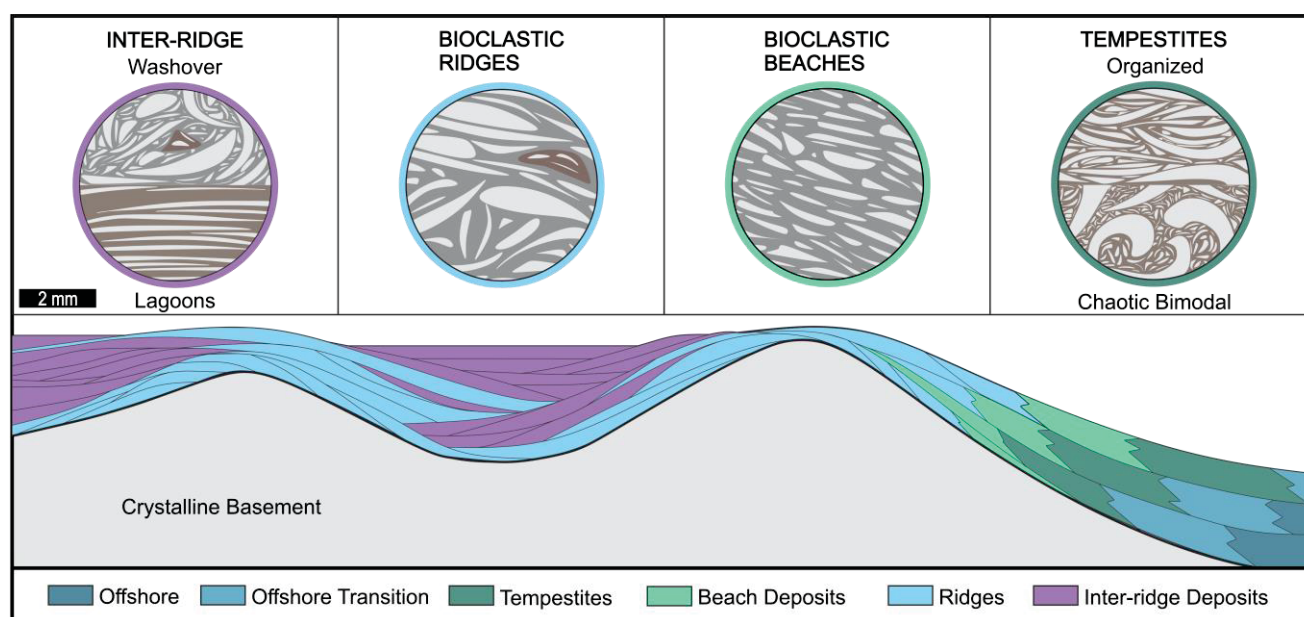 INTER-RIDGE
Washover
BIOCLASTIC
RIDGES
BIOCLASTIC
BEACHES
TEMPESTITES
Organized
2 mm
Lagoons
Chaotic Bimodal
Crystalline Basement
Offshore
Offshore Transition
Tempestites
Beach Deposits
Ridges
Inter-ridge Deposits